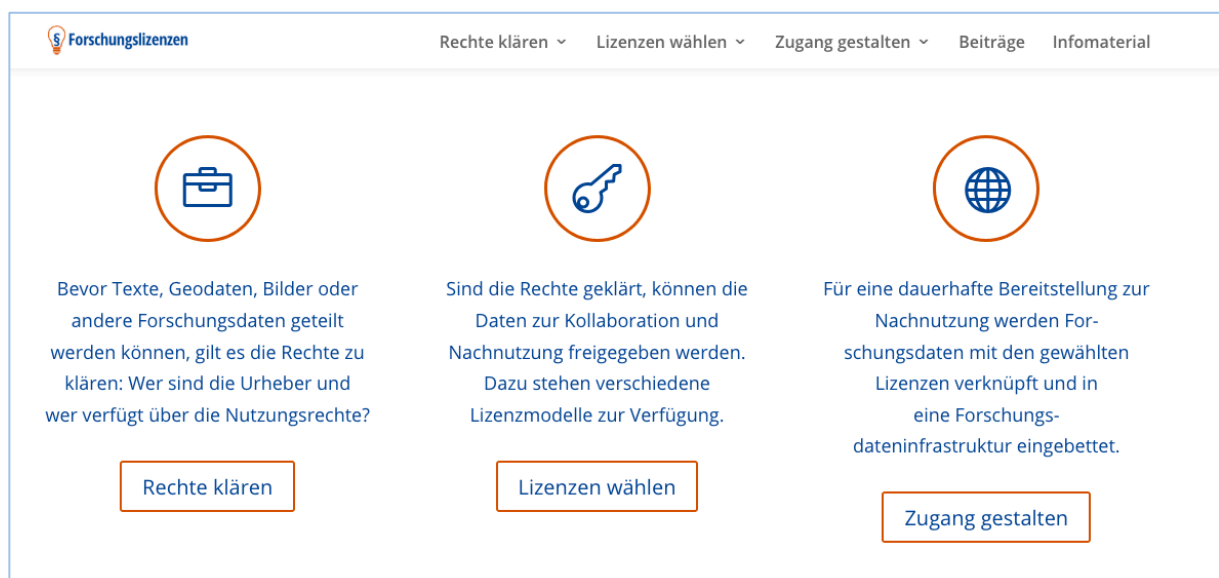 § Forschungslizenzen
Rechte klären Lizenzen wählen Zugang gestalten Beiträge Infomaterial
Bevor Texte, Geodaten, Bilder oder
andere Forschungsdaten geteilt
werden können, gilt es die Rechte zu
klären: Wer sind die Urheber und
wer verfügt über die Nutzungsrechte?
Rechte klären
Sind die Rechte geklärt, können die
Daten zur Kollaboration und
Nachnutzung freigegeben werden.
Dazu stehen verschiedene
Lizenzmodelle zur Verfügung.
Lizenzen wählen
Für eine dauerhafte Bereitstellung zur
Nachnutzung werden For-
schungsdaten mit den gewählten
Lizenzen verknüpft und in
eine Forschungs-
dateninfrastruktur eingebettet.
Zugang gestalten